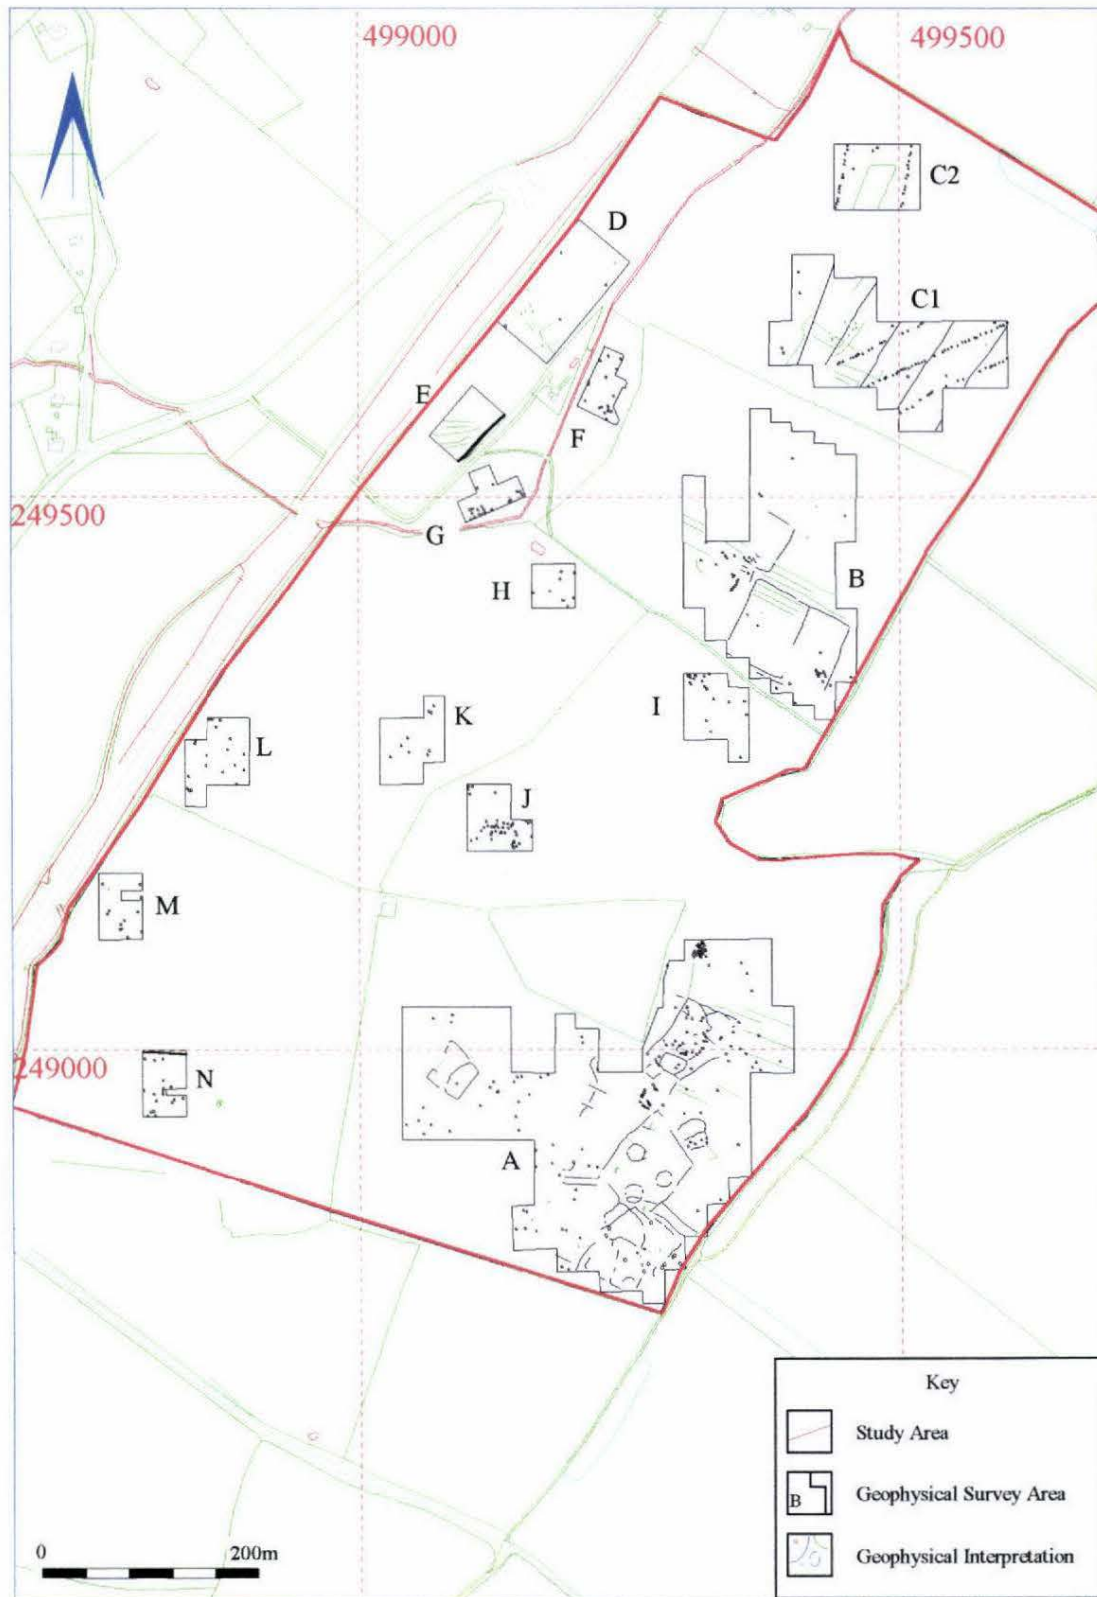 499000
499500
C2
D
C1
E
F
249500
G
B
H
I
K
L
J
M
249000
N
A
Key
Study Area
B
Geophysical Survey Area
Geophysical Interpretation
0
200m